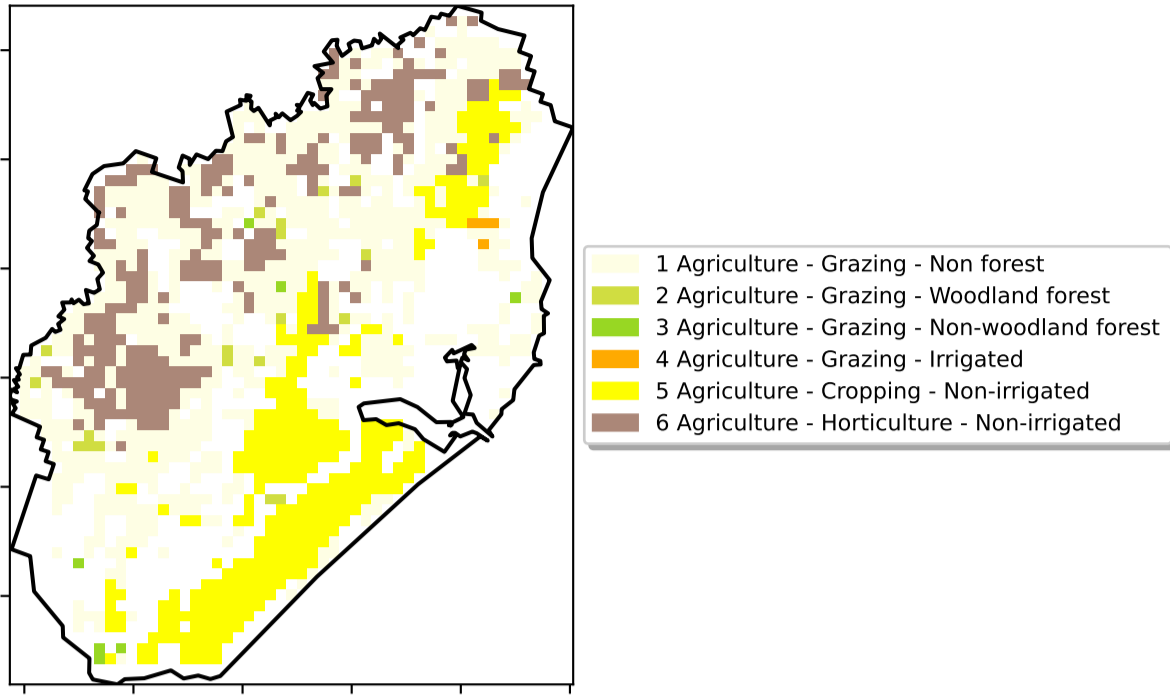 1 Agriculture - Grazing - Non forest
2 Agriculture - Grazing - Woodland forest
3 Agriculture - Grazing - Non-woodland forest
4 Agriculture - Grazing - Irrigated
5 Agriculture - Cropping - Non-irrigated
6 Agriculture - Horticulture - Non-irrigated